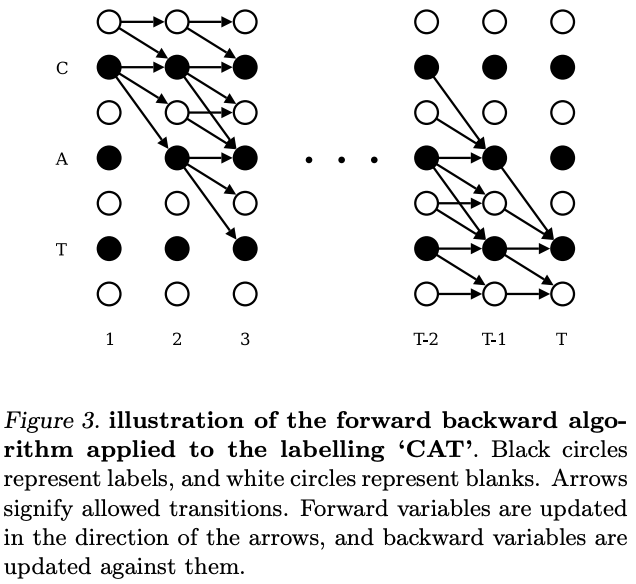 C
A
T
1 2 3 T-2 T-1 T
Figure 3. illustration of the forward backward algo-
rithm applied to the labelling ‘CAT’. Black circles
represent labels, and white circles represent blanks. Arrows
signify allowed transitions. Forward variables are updated
in the direction of the arrows, and backward variables are
updated against them.